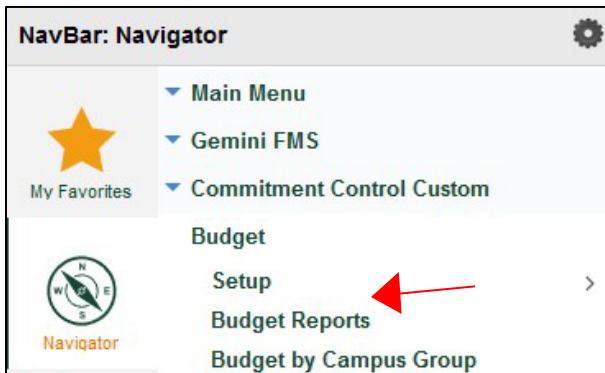 NavBar: Navigator
My Favorites
Navigator
Main Menu
Gemini FMS
Commitment Control Custom
Budget
Setup
Budget Reports
Budget by Campus Group
N
W
E
S